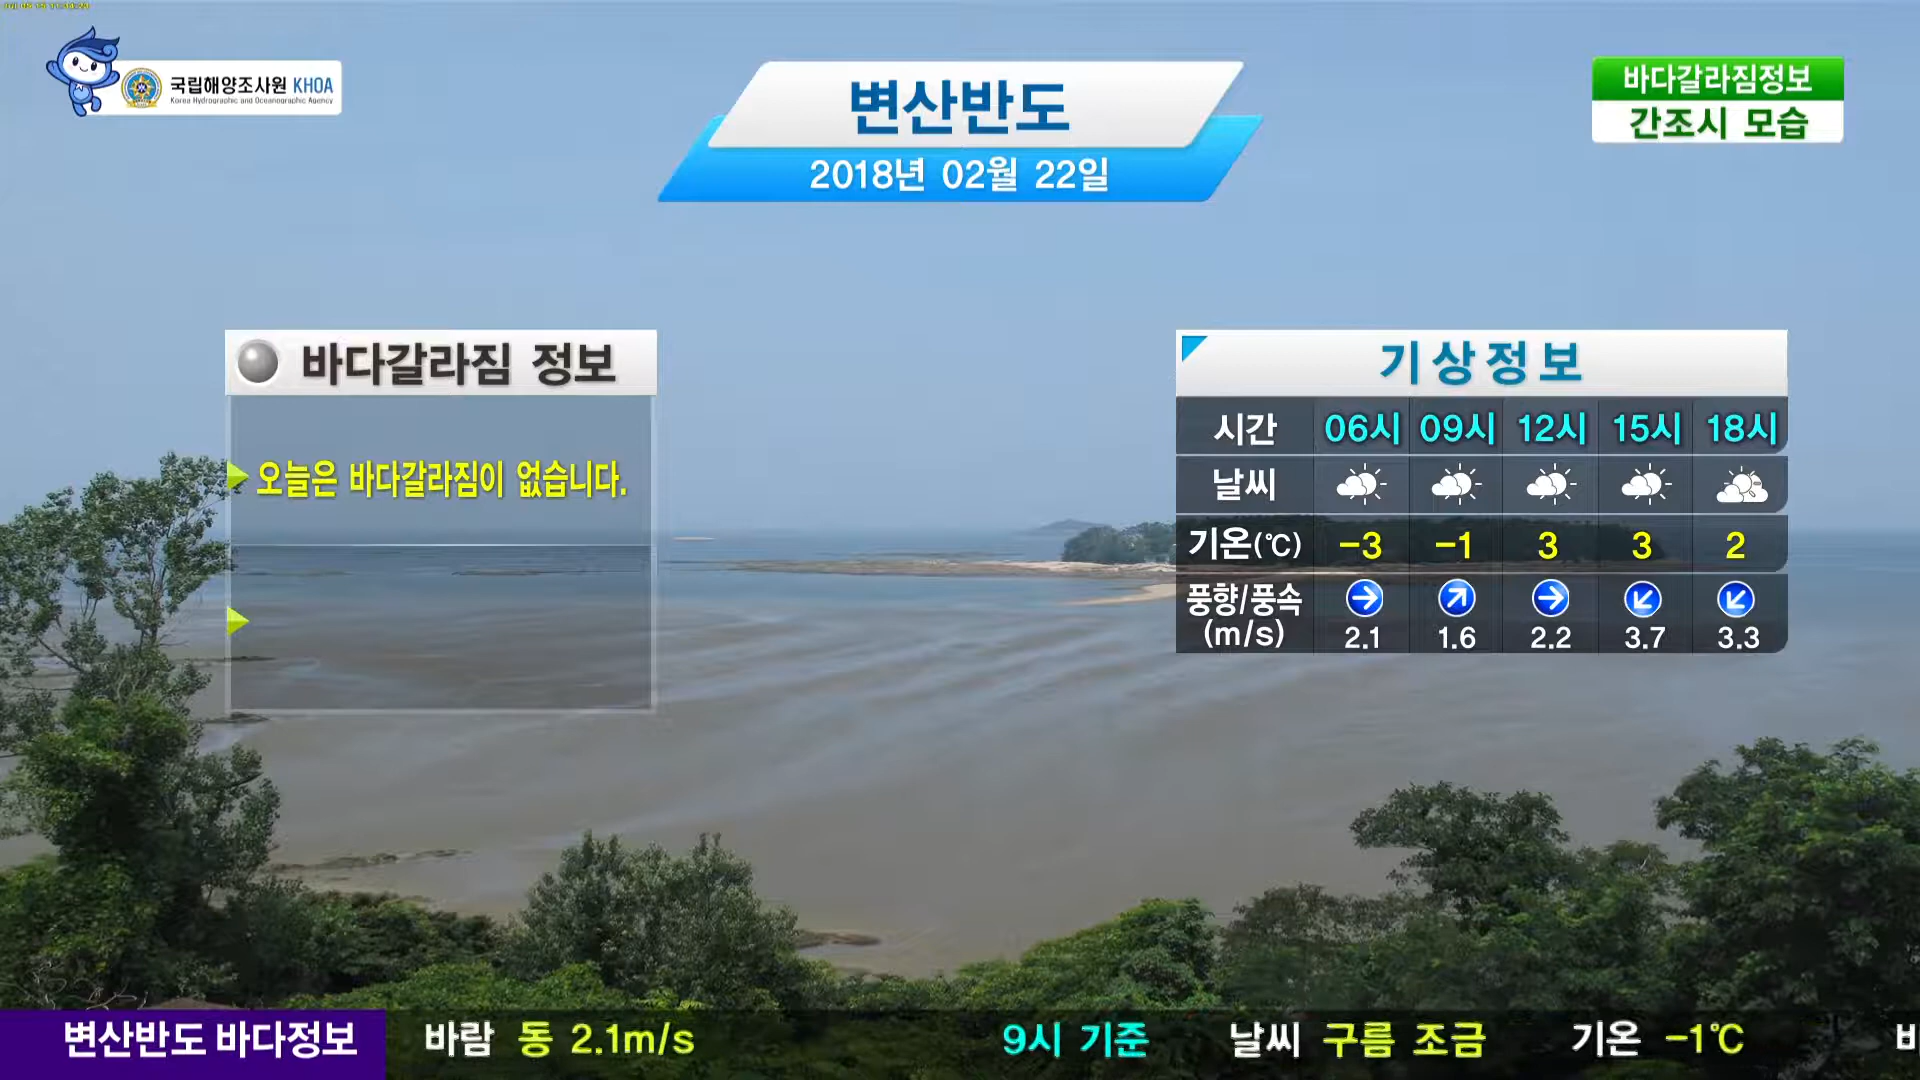 국립해양조사원 KHOA
Korea Hydrographic and Oceanographic Agency
변산반도
2018년 02월 22일
바다갈라짐정보
간조시 모습
바다갈라짐 정보
오늘은 바다갈라짐이 없습니다.
기상정보
시간 06시 09시 12시 15시 18시
날씨
기온(℃) -3 -1 3 3 2
풍향/풍속
(m/s) 2.1 1.6 2.2 3.7 3.3
변산반도 바다정보 바람 동 2.1m/s 9시 기준 날씨 구름 조금 기온 -1℃